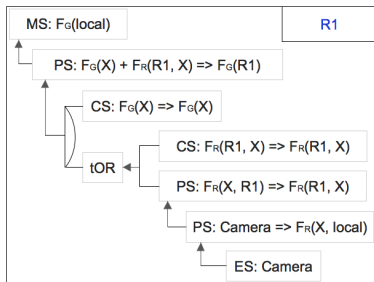 MS: FG(local)
R1
PS: FG(X) + FR(R1, X) => FG(R1)
CS: FG(X) => FG(X)
tOR
CS: FR(R1, X) => FR(R1, X)
PS: FR(X, R1) => FR(R1, X)
PS: Camera => FR(X, local)
ES: Camera